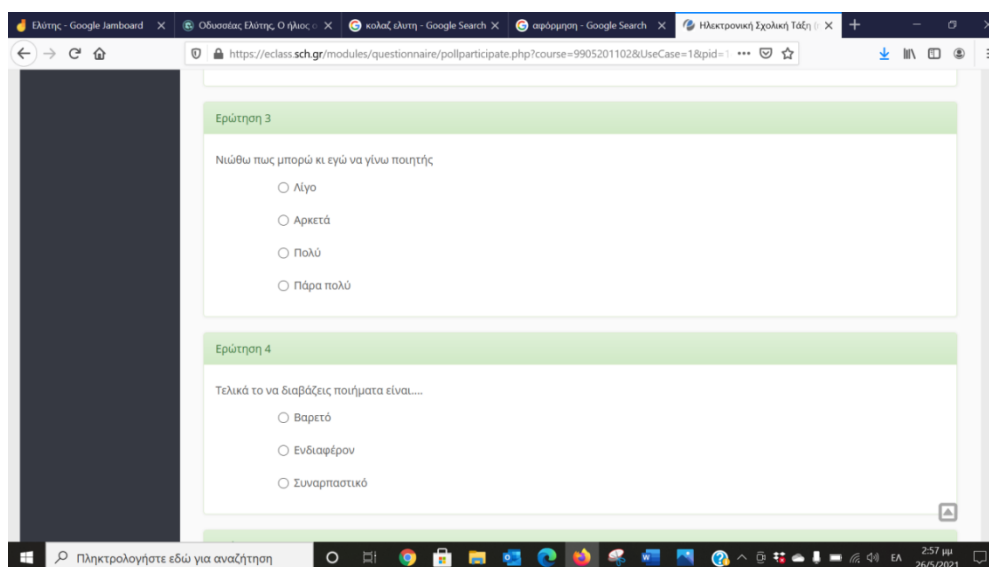 Ελύτης - Google Jamboard
Οδυσσέας Ελύτης, Ο ήλιος ο
κολαζ ελυτη - Google Search
αφόρμηση - Google Search
Ηλεκτρονική Σχολική Τάξη
https://eclass.sch.gr/modules/questionnaire/pollparticipate.php?course=9905201102&UseCase=1&pid=
Ερώτηση 3
Νιώθω πως μπορώ κι εγώ να γίνω ποιητής
Λίγο
Αρκετά
Πολύ
Πάρα πολύ
Ερώτηση 4
Τελικά το να διαβάζεις ποιήματα είναι....
Βαρετό
Ενδιαφέρον
Συναρπαστικό
Πληκτρολογήστε εδώ για αναζήτηση
ΕΛ
2:57 μμ
26/5/2021